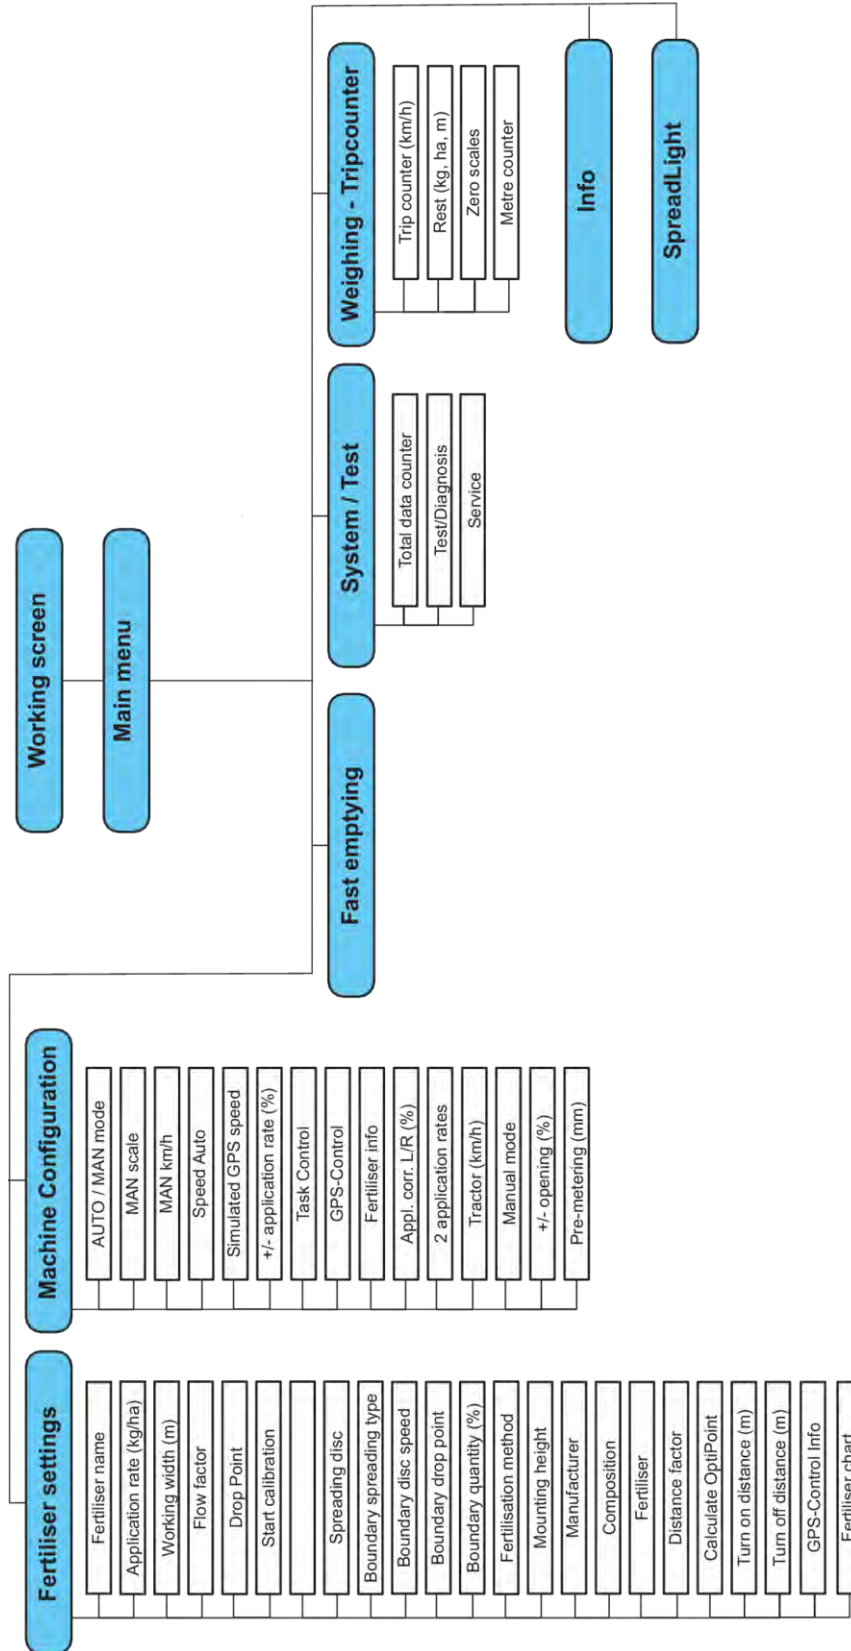 Working screen
Main menu
Fertiliser settings
Fertiliser name
Application rate (kg/ha)
Working width (m)
Flow factor
Drop Point
Start calibration
Spreading disc
Boundary spreading type
Boundary disc speed
Boundary drop point
Boundary quantity (%)
Fertilisation method
Mounting height
Manufacturer
Composition
Fertiliser
Distance factor
Calculate OptiPoint
Turn on distance (m)
Turn off distance (m)
GPS-Control Info
Fertiliser chart
Machine Configuration
AUTO / MAN mode
MAN scale
MAN km/h
Speed Auto
Simulated GPS speed
+/- application rate (%)
Task Control
GPS-Control
Fertiliser info
Appl. corr. L/R (%)
2 application rates
Tractor (km/h)
Manual mode
+/- opening (%)
Pre-metering (mm)
Fast emptying
System / Test
Total data counter
Test/Diagnosis
Service
Weighing - Tripcounter
Trip counter (km/h)
Rest (kg, ha, m)
Zero scales
Metre counter
Info
SpreadLight